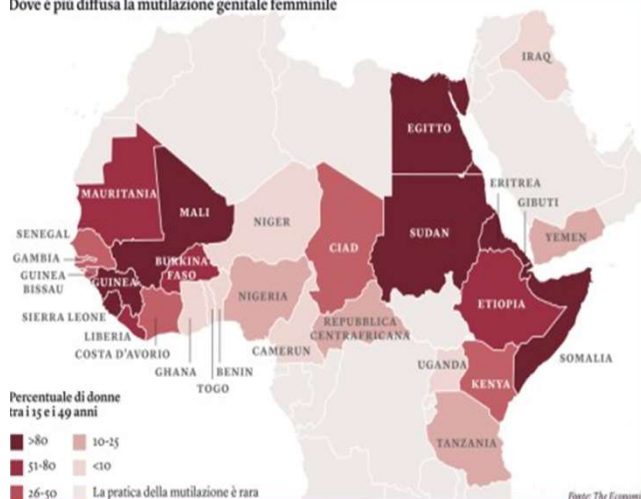 Dove è più diffusa la mutilazione genitale femminile
IRAQ
EGITTO
ERITREA
GIBUTI
MAURITANIA
MALI
NIGER
CIAD
SUDAN
YEMEN
SENEGAL
GAMBIA
GUINEA
BISSAU
GUINEA
BURKINA
FASO
NIGERIA
ETIOPIA
SIERRA LEONE
LIBERIA
COSTA D'AVORIO
GHANA
TOGO
BENIN
CAMERUN
REPUBBLICA
CENTRAFRICANA
UGANDA
KENYA
SOMALIA
TANZANIA
Percentuale di donne
tra i 15 e i 49 anni
>80
10-25
51-80
<10
26-50
La pratica della mutilazione è rara
Fonte: The Econom